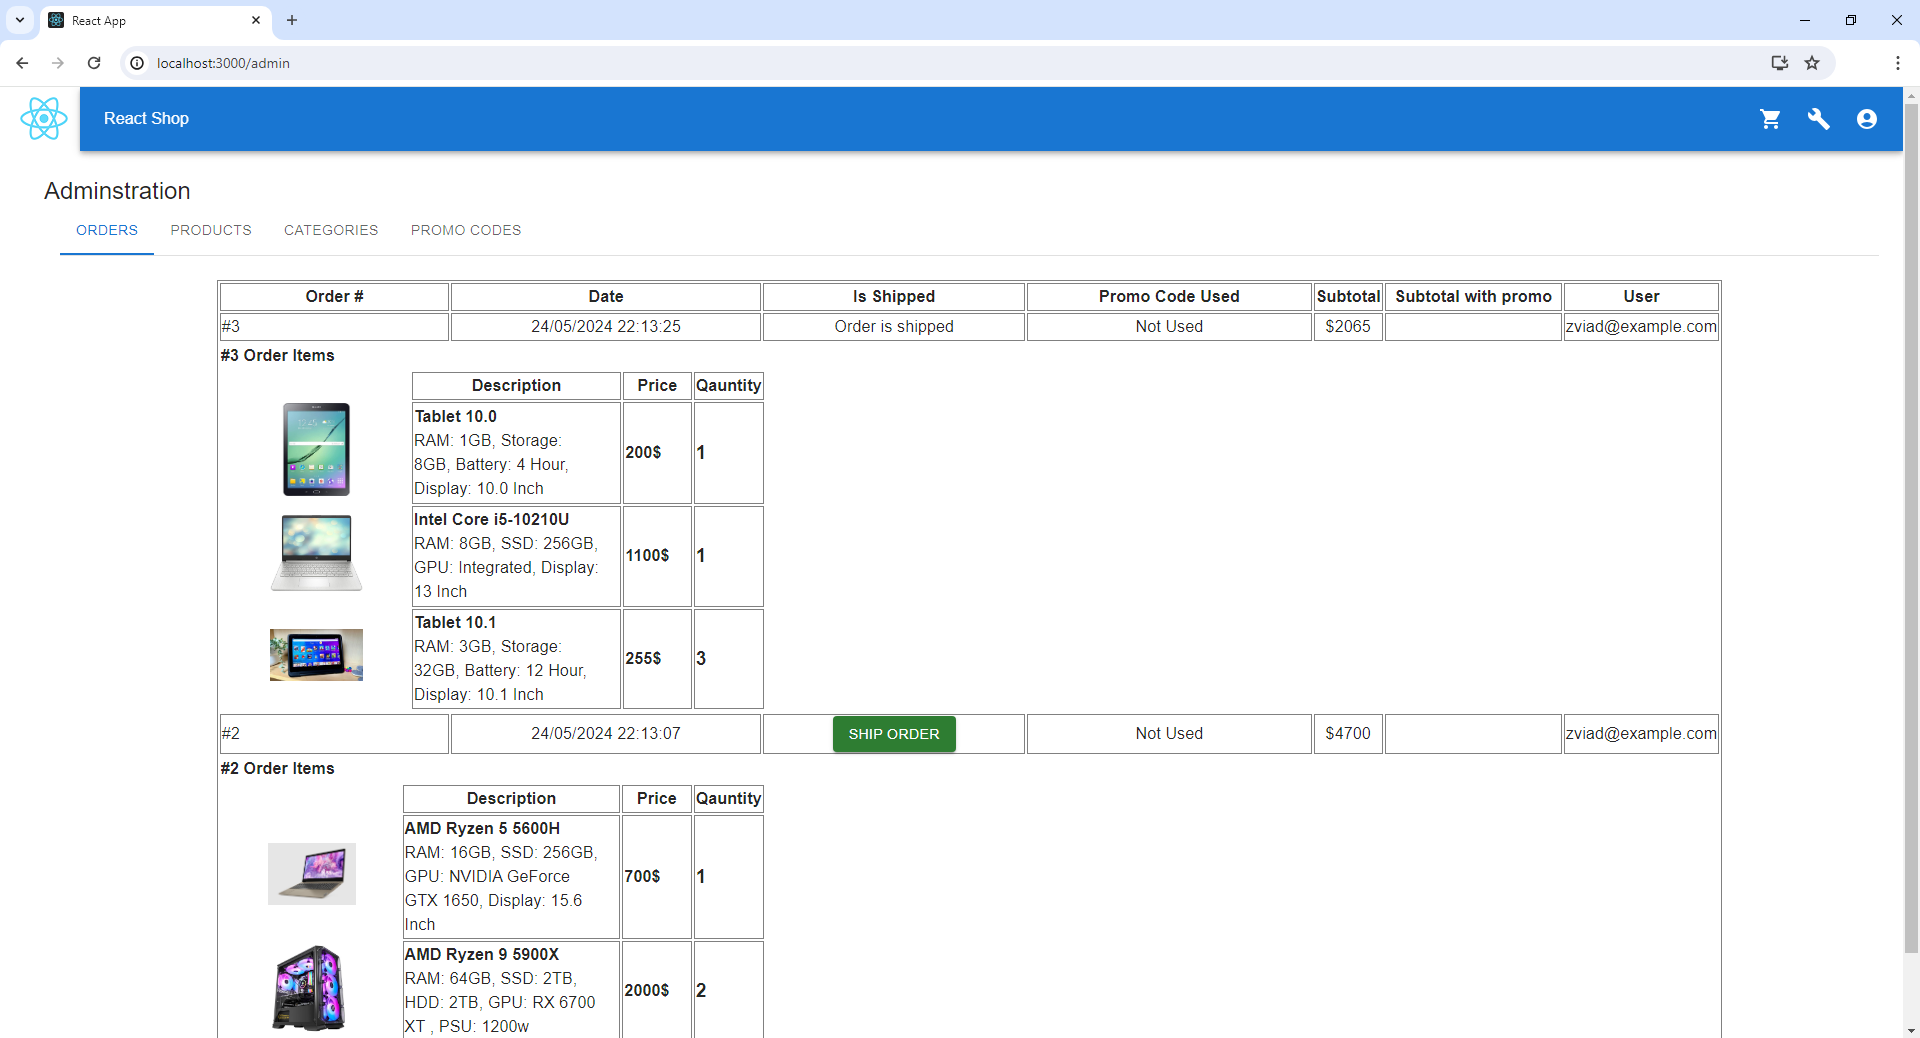 React App
localhost:3000/admin
React Shop
Adminstration
ORDERS PRODUCTS CATEGORIES PROMO CODES
Order # Date Is Shipped Promo Code Used Subtotal Subtotal with promo User
#3 24/05/2024 22:13:25 Order is shipped Not Used $2065 zviad@example.com
#3 Order Items
Description Price Qauntity
Tablet 10.0
RAM: 1GB, Storage:
8GB, Battery: 4 Hour,
Display: 10.0 Inch
200$ 1
Intel Core i5-10210U
RAM: 8GB, SSD: 256GB,
GPU: Integrated, Display:
13 Inch
1100$ 1
Tablet 10.1
RAM: 3GB, Storage:
32GB, Battery: 12 Hour,
Display: 10.1 Inch
255$ 3
#2 24/05/2024 22:13:07 SHIP ORDER Not Used $4700 zviad@example.com
#2 Order Items
Description Price Qauntity
AMD Ryzen 5 5600H
RAM: 16GB, SSD: 256GB,
GPU: NVIDIA GeForce
GTX 1650, Display: 15.6
Inch
700$ 1
AMD Ryzen 9 5900X
RAM: 64GB, SSD: 2TB,
HDD: 2TB, GPU: RX 6700
XT , PSU: 1200w
2000$ 2